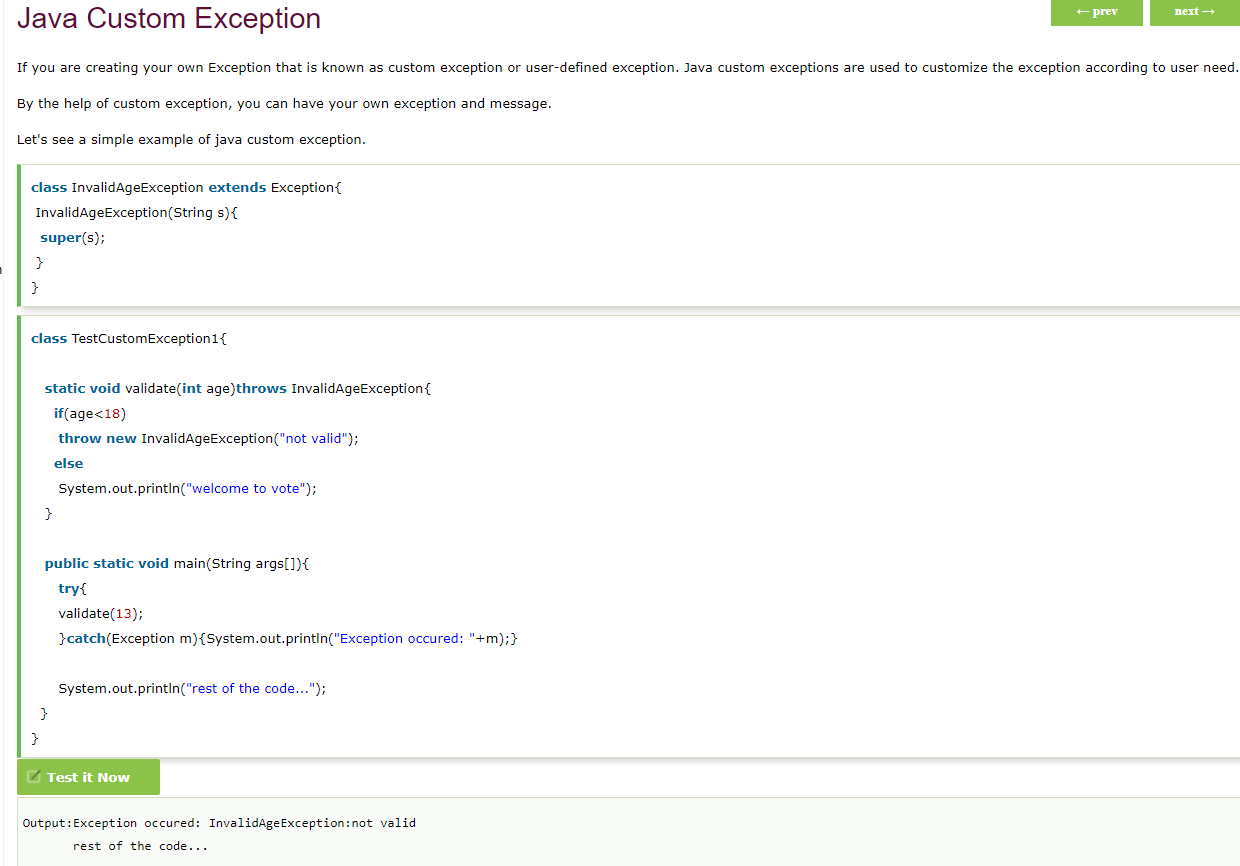 Java Custom Exception
← prev next →
If you are creating your own Exception that is known as custom exception or user-defined exception. Java custom exceptions are used to customize the exception according to user need.
By the help of custom exception, you can have your own exception and message.
Let's see a simple example of java custom exception.
class InvalidAgeException extends Exception{
InvalidAgeException(String s){
super(s);
}
}
class TestCustomException1{
static void validate(int age)throws InvalidAgeException{
if(age<18)
throw new InvalidAgeException("not valid");
else
System.out.println("welcome to vote");
}
public static void main(String args[]){
try{
validate(13);
}catch(Exception m){System.out.println("Exception occured: "+m);}
System.out.println("rest of the code...");
}
}
Test it Now
Output:Exception occured: InvalidAgeException:not valid
rest of the code...